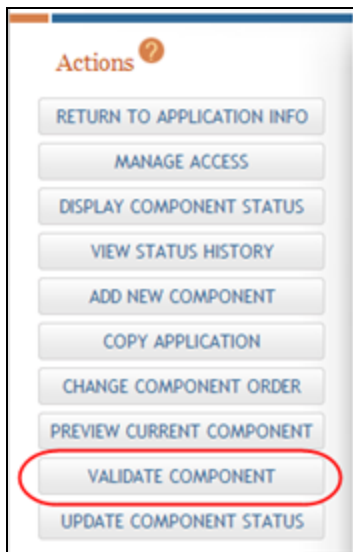 Actions ?
RETURN TO APPLICATION INFO
MANAGE ACCESS
DISPLAY COMPONENT STATUS
VIEW STATUS HISTORY
ADD NEW COMPONENT
COPY APPLICATION
CHANGE COMPONENT ORDER
PREVIEW CURRENT COMPONENT
VALIDATE COMPONENT
UPDATE COMPONENT STATUS